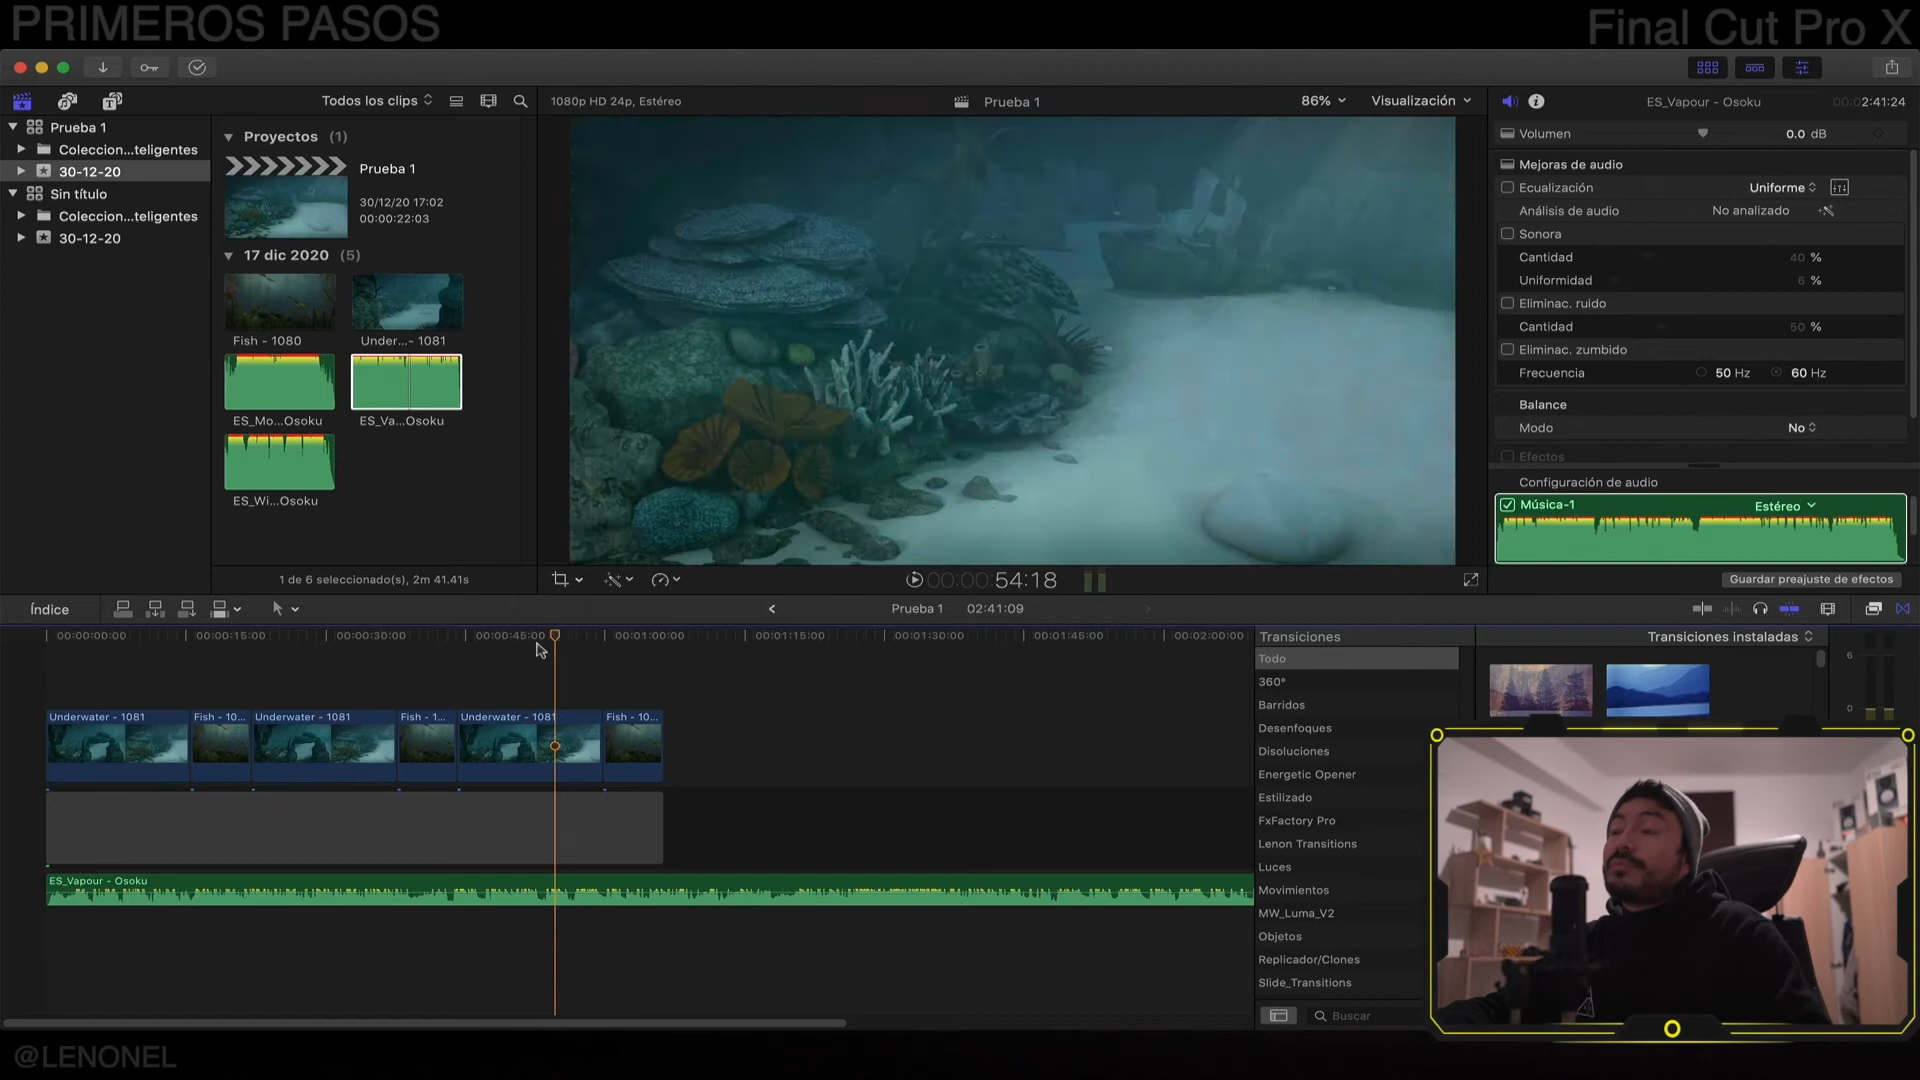 PRIMEROS PASOS
Final Cut Pro X
Todos los clips
1080p HD 24p, Estéreo
Prueba 1
86%
Visualización
ES_Vapour - Osoku
00:00:02:41:24
Prueba 1
Coleccion...teligentes
30-12-20
Sin título
Coleccion...teligentes
30-12-20
Proyectos (1)
Prueba 1
30/12/20 17:02
00:00:22:03
17 dic 2020 (5)
Fish - 1080
Under...- 1081
ES_Mo...Osoku
ES_Va...Osoku
ES_Wi...Osoku
1 de 6 seleccionado(s), 2m 41.41s
00:00:54:18
Volumen
0.0 dB
Mejoras de audio
Ecualización
Uniforme
Análisis de audio
No analizado
Sonora
Cantidad
40 %
Uniformidad
6 %
Eliminac. ruido
Cantidad
50 %
Eliminac. zumbido
Frecuencia
50 Hz
60 Hz
Balance
Modo
No
Efectos
Configuración de audio
Música-1
Estéreo
Guardar preajuste de efectos
Índice
Prueba 1
02:41:09
00:00:00:00
00:00:15:00
00:00:30:00
00:00:45:00
00:01:00:00
00:01:15:00
00:01:30:00
00:01:45:00
00:02:00:00
Underwater - 1081
Fish - 10...
Underwater - 1081
Fish - 1...
Underwater - 1081
Fish - 10...
ES_Vapour - Osoku
Transiciones
Transiciones instaladas
Todo
360°
Barridos
Desenfoques
Disoluciones
Energetic Opener
Estilizado
FxFactory Pro
Lenon Transitions
Luces
Movimientos
MW_Luma_V2
Objetos
Replicador/Clones
Slide_Transitions
Buscar
6
0
@LENONEL